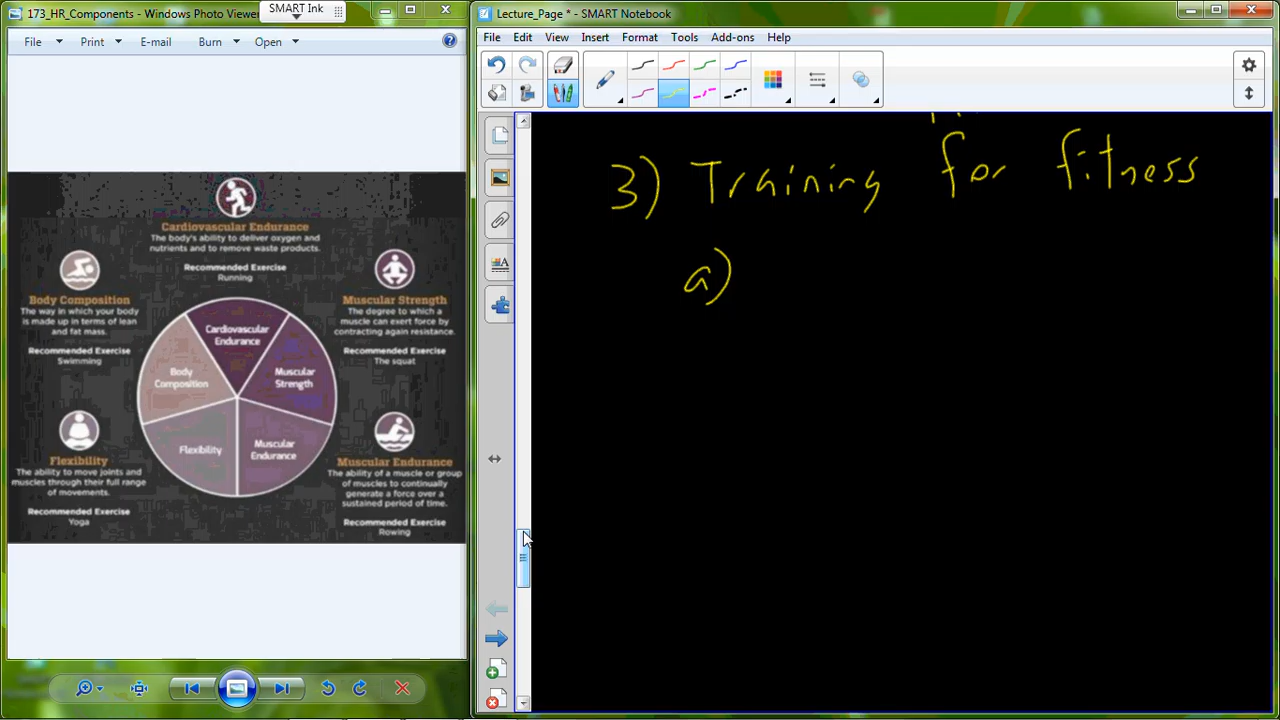 173_HR_Components - Windows Photo Viewer
SMART Ink
File Print E-mail Burn Open
Cardiovascular Endurance
The body's ability to deliver oxygen and
nutrients and to remove waste products.
Recommended Exercise
Running
Body Composition
The way in which your body
is made up in terms of lean
and fat mass.
Recommended Exercise
Swimming
Muscular Strength
The degree to which a
muscle can exert force by
contracting again resistance.
Recommended Exercise
The squat
Cardiovascular
Endurance
Body
Composition
Muscular
Strength
Flexibility
Muscular
Endurance
Flexibility
The ability to move joints and
muscles through their full range
of movements.
Recommended Exercise
Yoga
Muscular Endurance
The ability of a muscle or group
of muscles to continually
generate a force over a
sustained period of time.
Recommended Exercise
Rowing
Lecture_Page * - SMART Notebook
File Edit View Insert Format Tools Add-ons Help
3) Training for fitness
a)